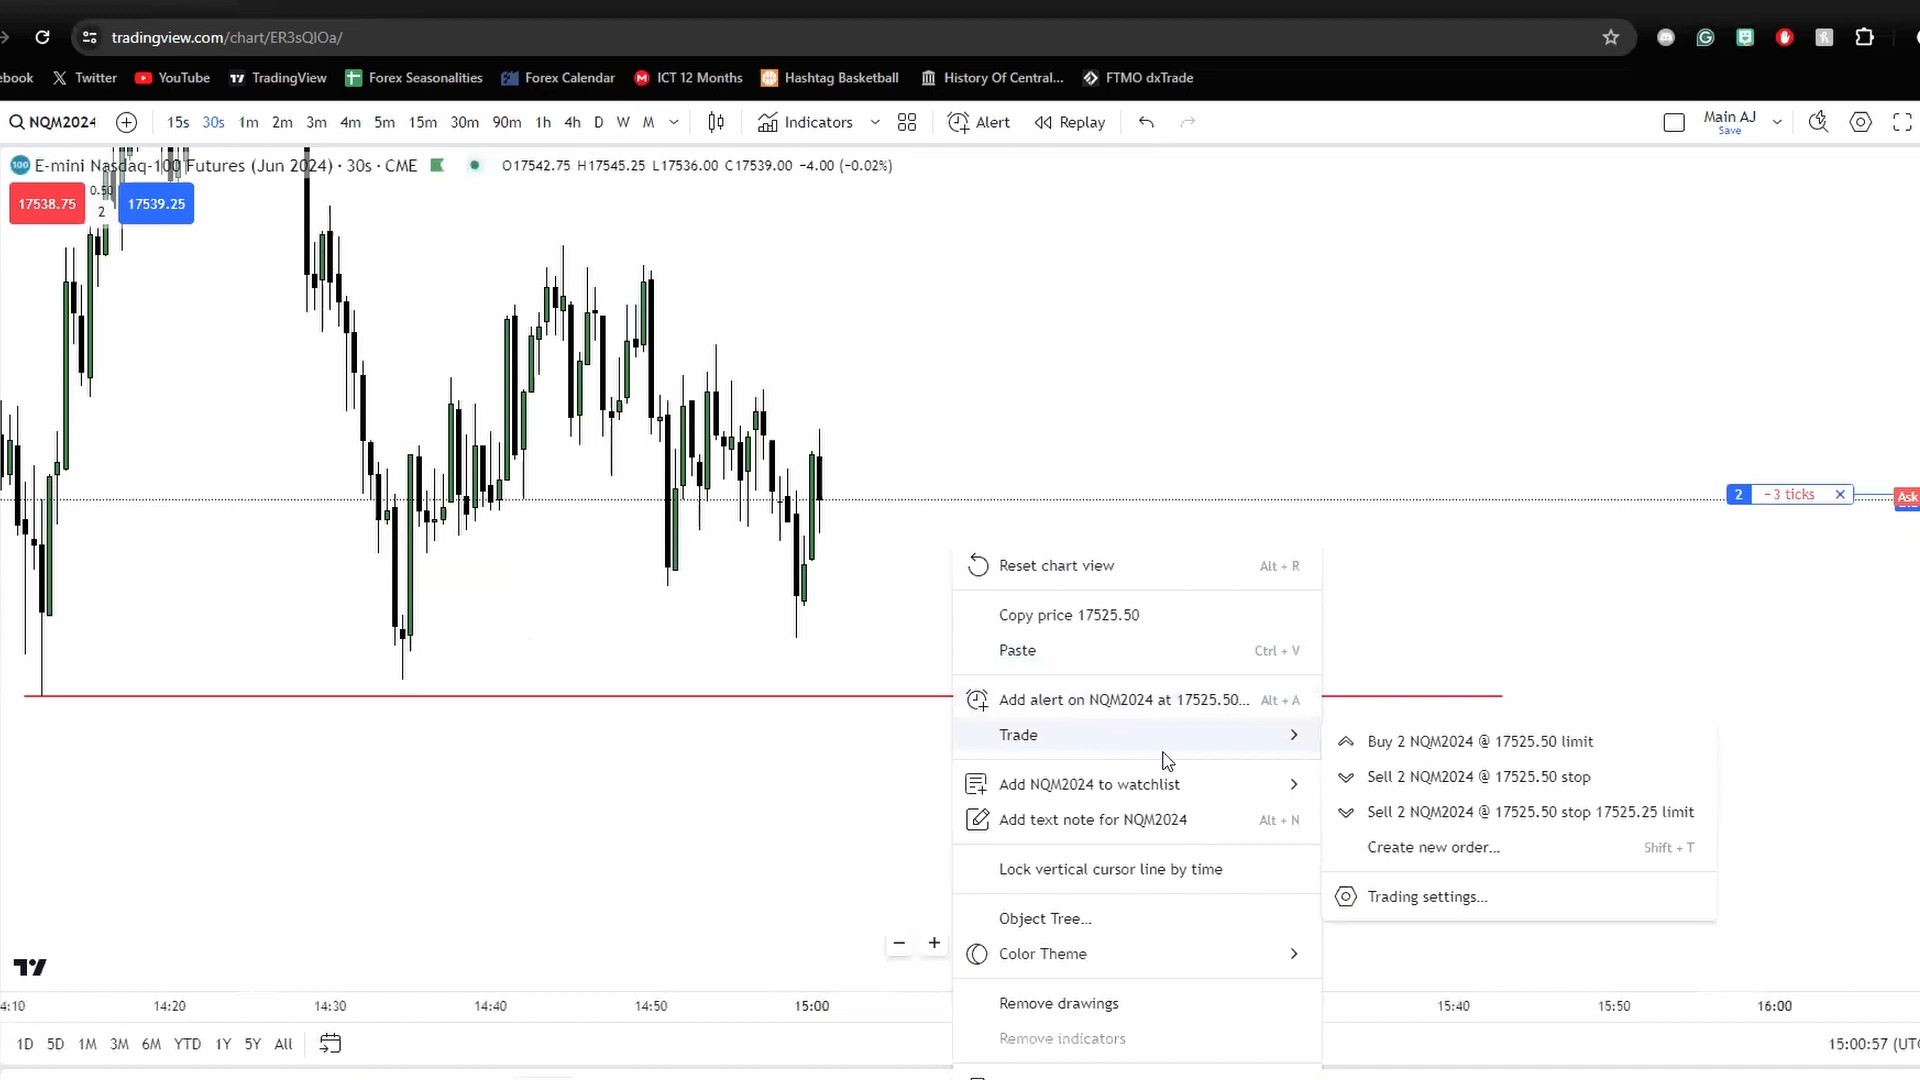 tradingview.com/chart/ER3sQIOa/
ebook Twitter YouTube TradingView Forex Seasonalities Forex Calendar ICT 12 Months Hashtag Basketball History Of Central... FTMO dxTrade
NQM2024 15s 30s 1m 2m 3m 4m 5m 15m 30m 90m 1h 4h D W M Indicators Alert Replay Main AJ
Save
100 E-mini Nasdaq-100 Futures (Jun 2024) · 30s · CME O17542.75 H17545.25 L17536.00 C17539.00 −4.00 (−0.02%)
17538.75 0.50 17539.25
2
2 −3 ticks Ask
Reset chart view Alt + R
Copy price 17525.50
Paste Ctrl + V
Add alert on NQM2024 at 17525.50... Alt + A
Trade
Buy 2 NQM2024 @ 17525.50 limit
Sell 2 NQM2024 @ 17525.50 stop
Sell 2 NQM2024 @ 17525.50 stop 17525.25 limit
Create new order... Shift + T
Trading settings...
Add NQM2024 to watchlist
Add text note for NQM2024 Alt + N
Lock vertical cursor line by time
Object Tree...
Color Theme
Remove drawings
Remove indicators
4:10 14:20 14:30 14:40 14:50 15:00 15:40 15:50 16:00
1D 5D 1M 3M 6M YTD 1Y 5Y All 15:00:57 (UTC